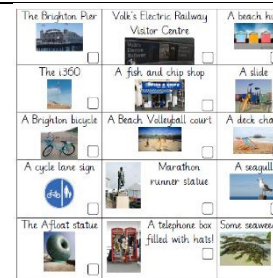 The Brighton Pier
Volk's Electric Railway
Visitor Centre
A beach hu
The i360
A fish and chip shop
A slide
A Brighton bicycle
A Beach Volleyball court
A deck cha
A cycle lane sign
Marathon
runner statue
A seagull
The Afloat statue
A telephone box
filled with hats!
Some seawee